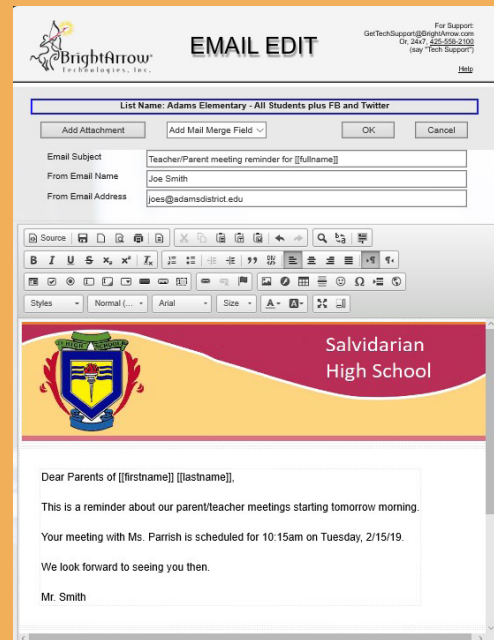 BrightArrow
Technologies, Inc.
EMAIL EDIT
For Support:
GetTechSupport@BrightArrow.com
Or, 24x7, 425-558-2100
(say "Tech Support")
Help
List Name: Adams Elementary - All Students plus FB and Twitter
Add Attachment
Add Mail Merge Field
OK
Cancel
Email Subject
Teacher/Parent meeting reminder for [[fullname]]
From Email Name
Joe Smith
From Email Address
joes@adamsdistrict.edu
Source
B I U S x₂ x² Tx
Styles
Normal (...
Arial
Size
A
A
HIGH SCHOOLS
Salvidarian
High School
Dear Parents of [[firstname]] [[lastname]],
This is a reminder about our parent/teacher meetings starting tomorrow morning.
Your meeting with Ms. Parrish is scheduled for 10:15am on Tuesday, 2/15/19.
We look forward to seeing you then.
Mr. Smith